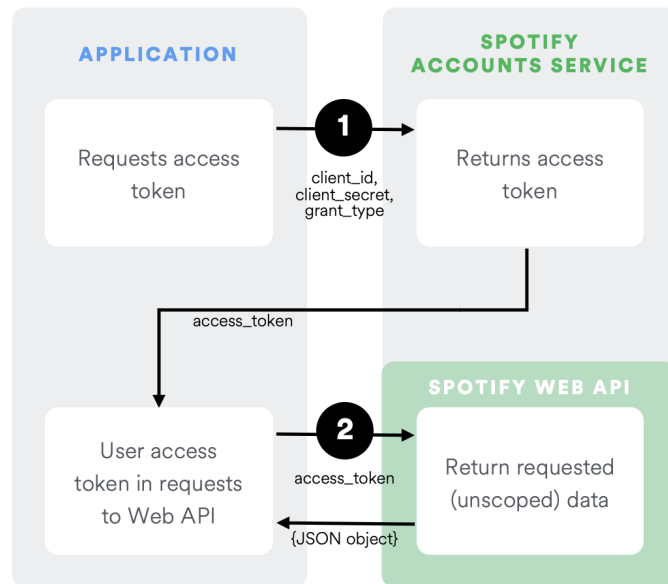 APPLICATION
SPOTIFY
ACCOUNTS SERVICE
Requests access
token
1
client_id,
client_secret,
grant_type
Returns access
token
access_token
SPOTIFY WEB API
User access
token in requests
to Web API
2
access_token
Return requested
(unscoped) data
{JSON object}